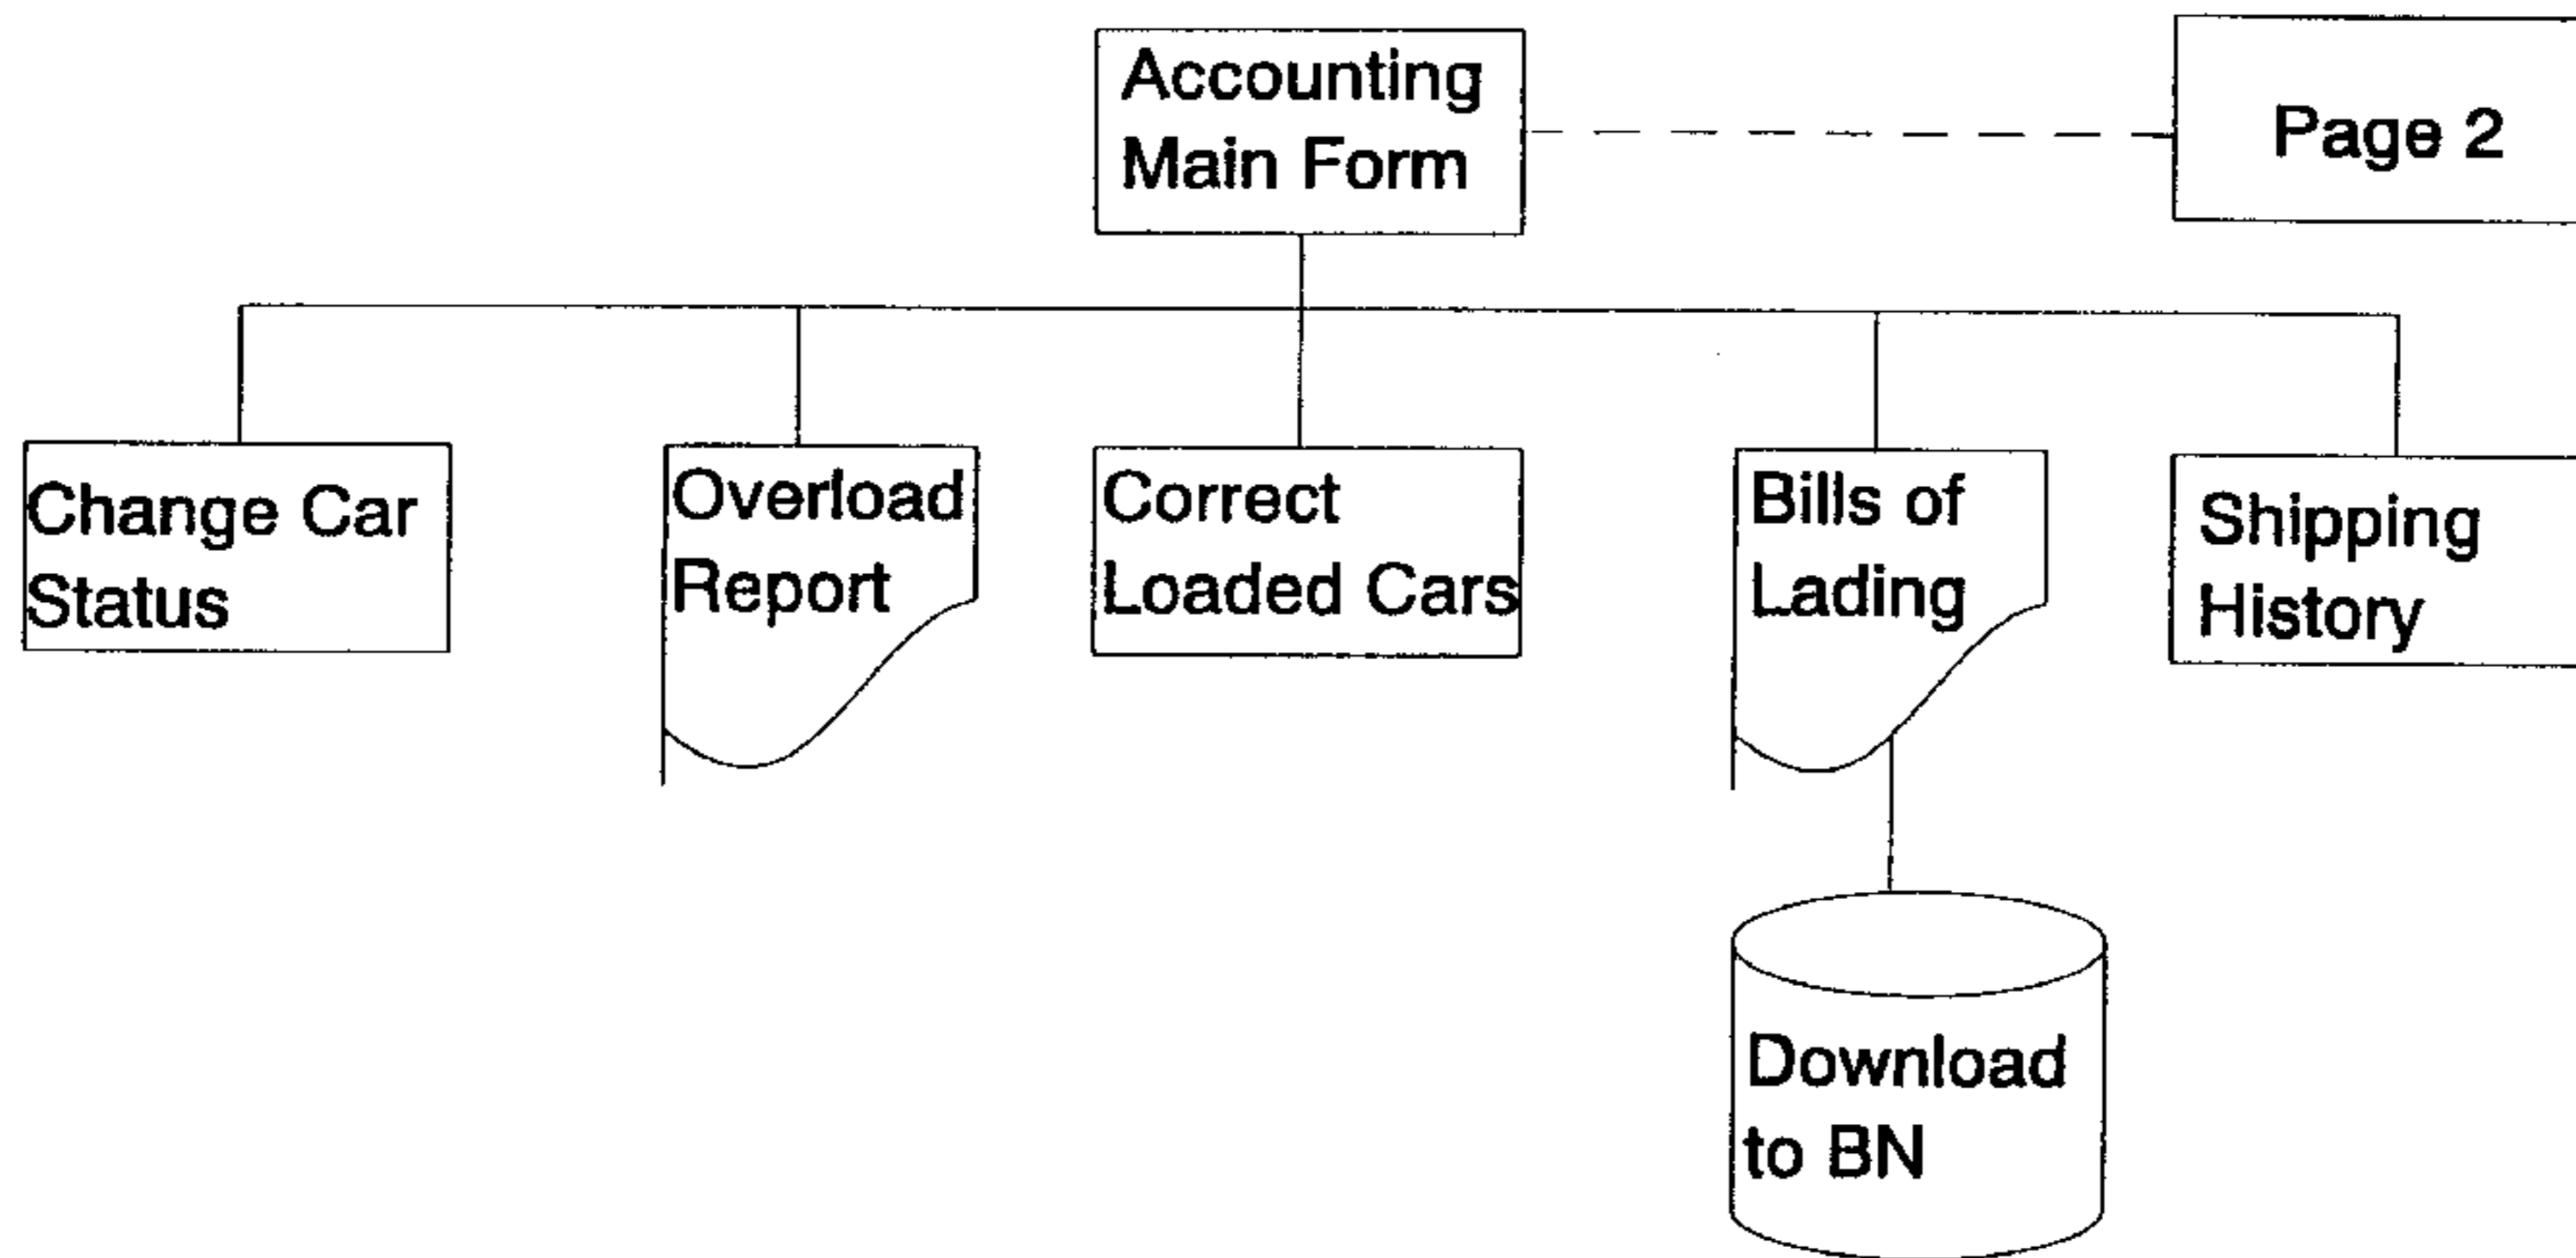 Accounting
Main Form
Page 2
Change Car
Status
Overload
Report
Correct
Loaded Cars
Bills of
Lading
Shipping
History
Download
to BN